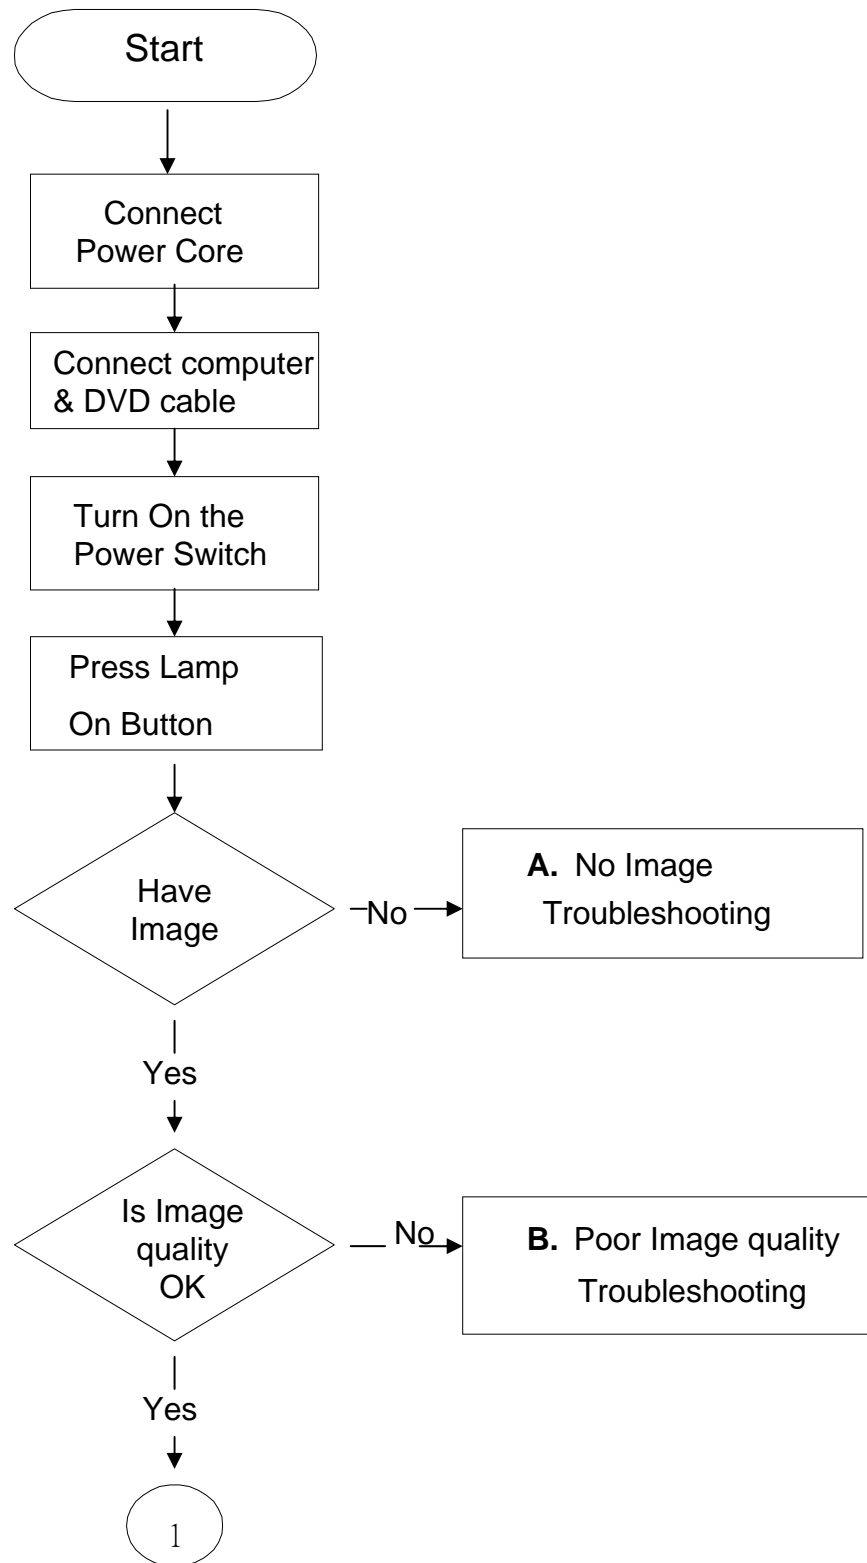 Start
Connect
Power Core
Connect computer
& DVD cable
Turn On the
Power Switch
Press Lamp
On Button
Have
Image
No
A. No Image
Troubleshooting
Yes
Is Image
quality
OK
No
B. Poor Image quality
Troubleshooting
Yes
1